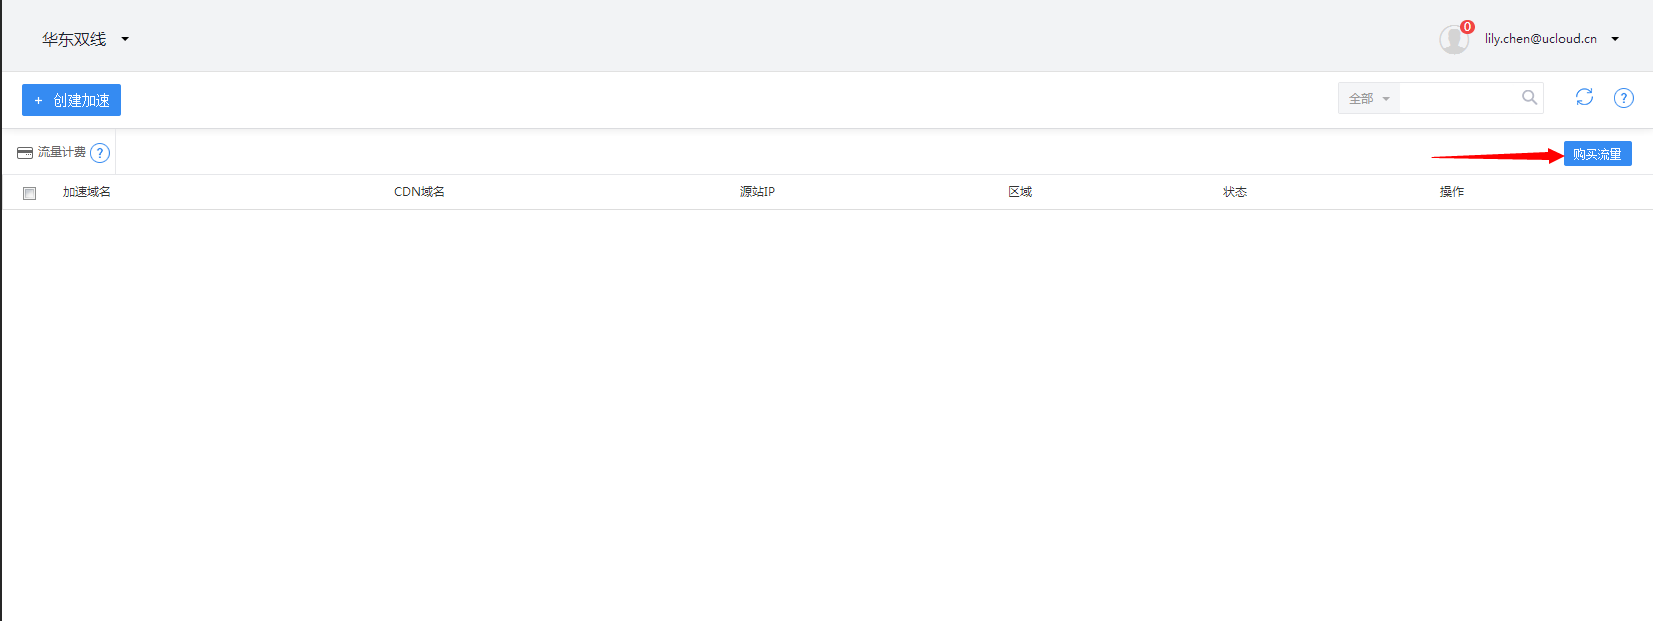 华东双线
0
lily.chen@ucloud.cn
+ 创建加速
全部
?
流量计费 ?
购买流量
加速域名 CDN域名 源站IP 区域 状态 操作